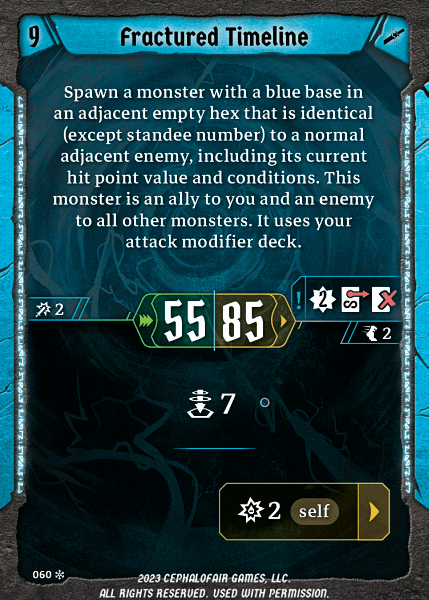 9
Fractured Timeline
Spawn a monster with a blue base in
an adjacent empty hex that is identical
(except standee number) to a normal
adjacent enemy, including its current
hit point value and conditions. This
monster is an ally to you and an enemy
to all other monsters. It uses your
attack modifier deck.
2
55 85
! 2
2
7
2 self
060
2023 CEPHALOFAIR GAMES, LLC.
ALL RIGHTS RESERVED. USED WITH PERMISSION.